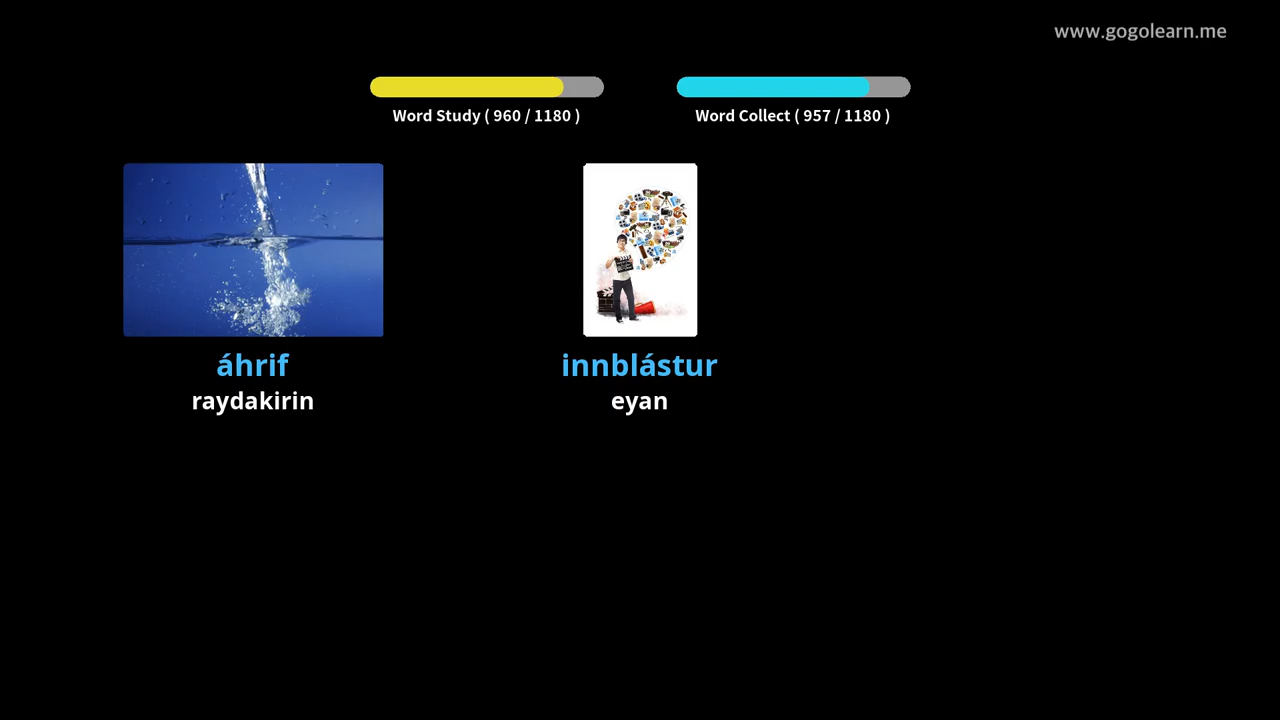 www.gogolearn.me
Word Study ( 960 / 1180 )
Word Collect ( 957 / 1180 )
áhrif
raydakirin
innblástur
eyan